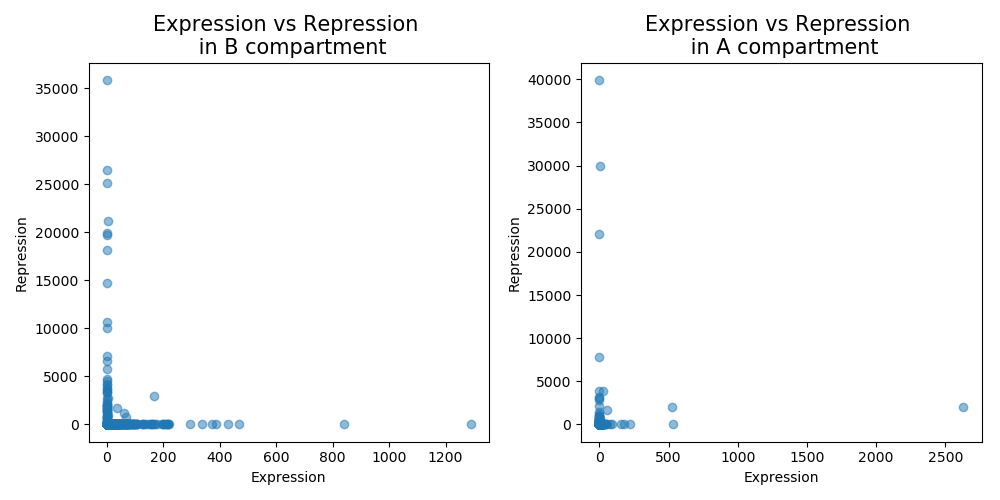 Expression vs Repression
in B compartment
35000
30000
25000
20000
15000
10000
5000
0
Repression
0 200 400 600 800 1000 1200
Expression
Expression vs Repression
in A compartment
40000
35000
30000
25000
20000
15000
10000
5000
0
Repression
0 500 1000 1500 2000 2500
Expression